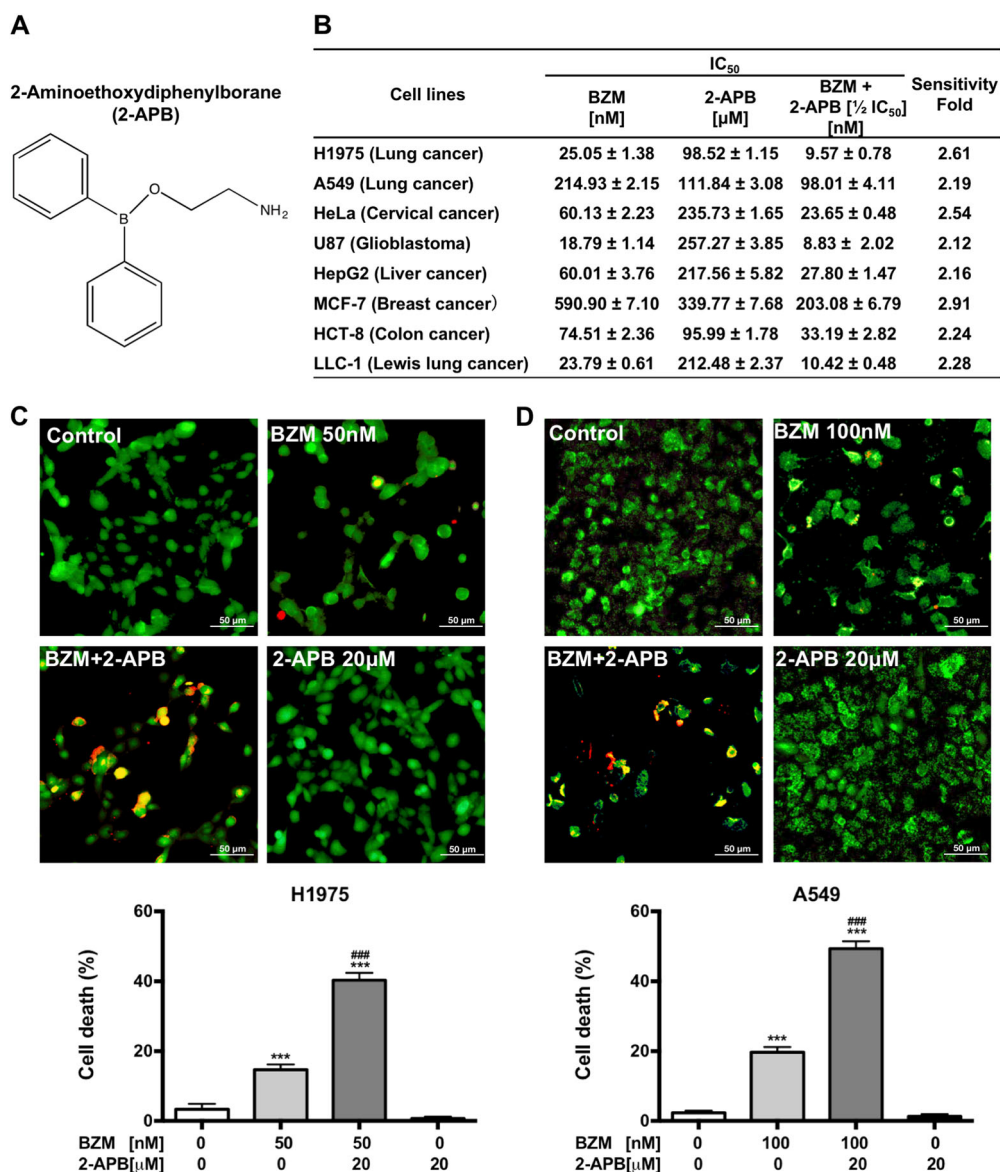 A
2-Aminoethoxydiphenylborane
(2-APB)
O
B
NH₂
B
Cell lines
IC₅₀
Sensitivity
Fold
BZM
[nM]
2-APB
[µM]
BZM +
2-APB [½ IC₅₀]
[nM]
H1975 (Lung cancer) 25.05 ± 1.38 98.52 ± 1.15 9.57 ± 0.78 2.61
A549 (Lung cancer) 214.93 ± 2.15 111.84 ± 3.08 98.01 ± 4.11 2.19
HeLa (Cervical cancer) 60.13 ± 2.23 235.73 ± 1.65 23.65 ± 0.48 2.54
U87 (Glioblastoma) 18.79 ± 1.14 257.27 ± 3.85 8.83 ± 2.02 2.12
HepG2 (Liver cancer) 60.01 ± 3.76 217.56 ± 5.82 27.80 ± 1.47 2.16
MCF-7 (Breast cancer） 590.90 ± 7.10 339.77 ± 7.68 203.08 ± 6.79 2.91
HCT-8 (Colon cancer) 74.51 ± 2.36 95.99 ± 1.78 33.19 ± 2.82 2.24
LLC-1 (Lewis lung cancer) 23.79 ± 0.61 212.48 ± 2.37 10.42 ± 0.48 2.28
C
Control
50 µm
BZM 50nM
50 µm
BZM+2-APB
50 µm
2-APB 20µM
50 µm
H1975
Cell death (%)
60
40
20
0
***
###
***
BZM [nM] 0 50 50 0
2-APB[µM] 0 0 20 20
D
Control
50 µm
BZM 100nM
50 µm
BZM+2-APB
50 µm
2-APB 20µM
50 µm
A549
Cell death (%)
60
40
20
0
***
###
***
BZM [nM] 0 100 100 0
2-APB[µM] 0 0 20 20